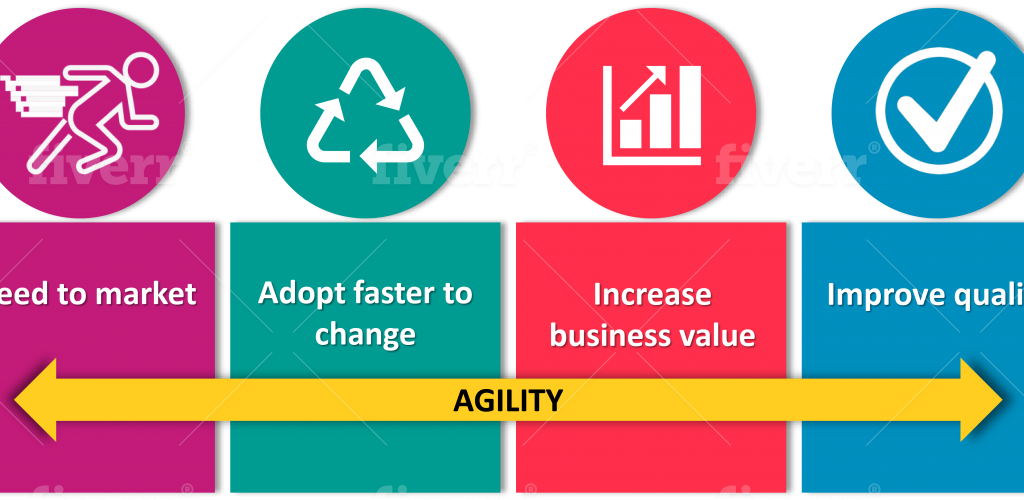 fiverr® fiverr® fiverr®
eed to market
Adopt faster to
change
Increase
business value
Improve quali
AGILITY